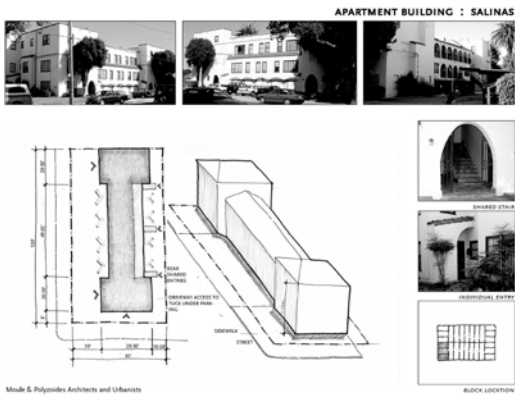 APARTMENT BUILDING : SALINAS
SHARED STAIR
INDIVIDUAL ENTRY
REAR
SHARED
ENTRIES
DRIVEWAY ACCESS TO
TUCK UNDER PARK-
ING
SIDEWALK
STREET
Moule & Polyzoides Architects and Urbanists
BLOCK LOCATION